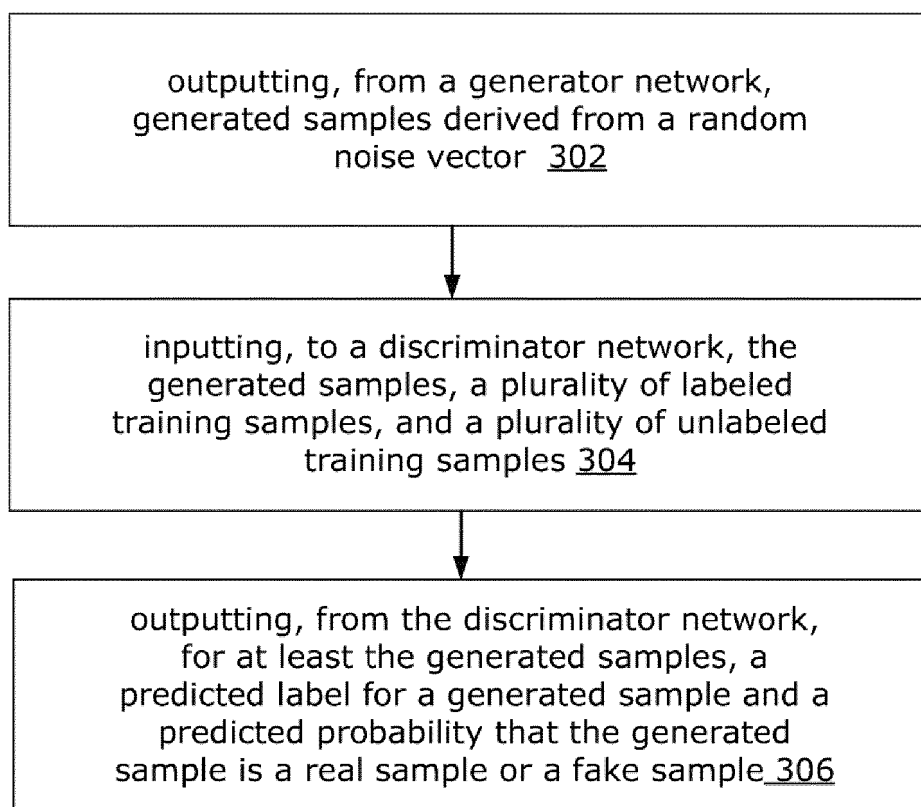 outputting, from a generator network,
generated samples derived from a random
noise vector 302
inputting, to a discriminator network, the
generated samples, a plurality of labeled
training samples, and a plurality of unlabeled
training samples 304
outputting, from the discriminator network,
for at least the generated samples, a
predicted label for a generated sample and a
predicted probability that the generated
sample is a real sample or a fake sample 306